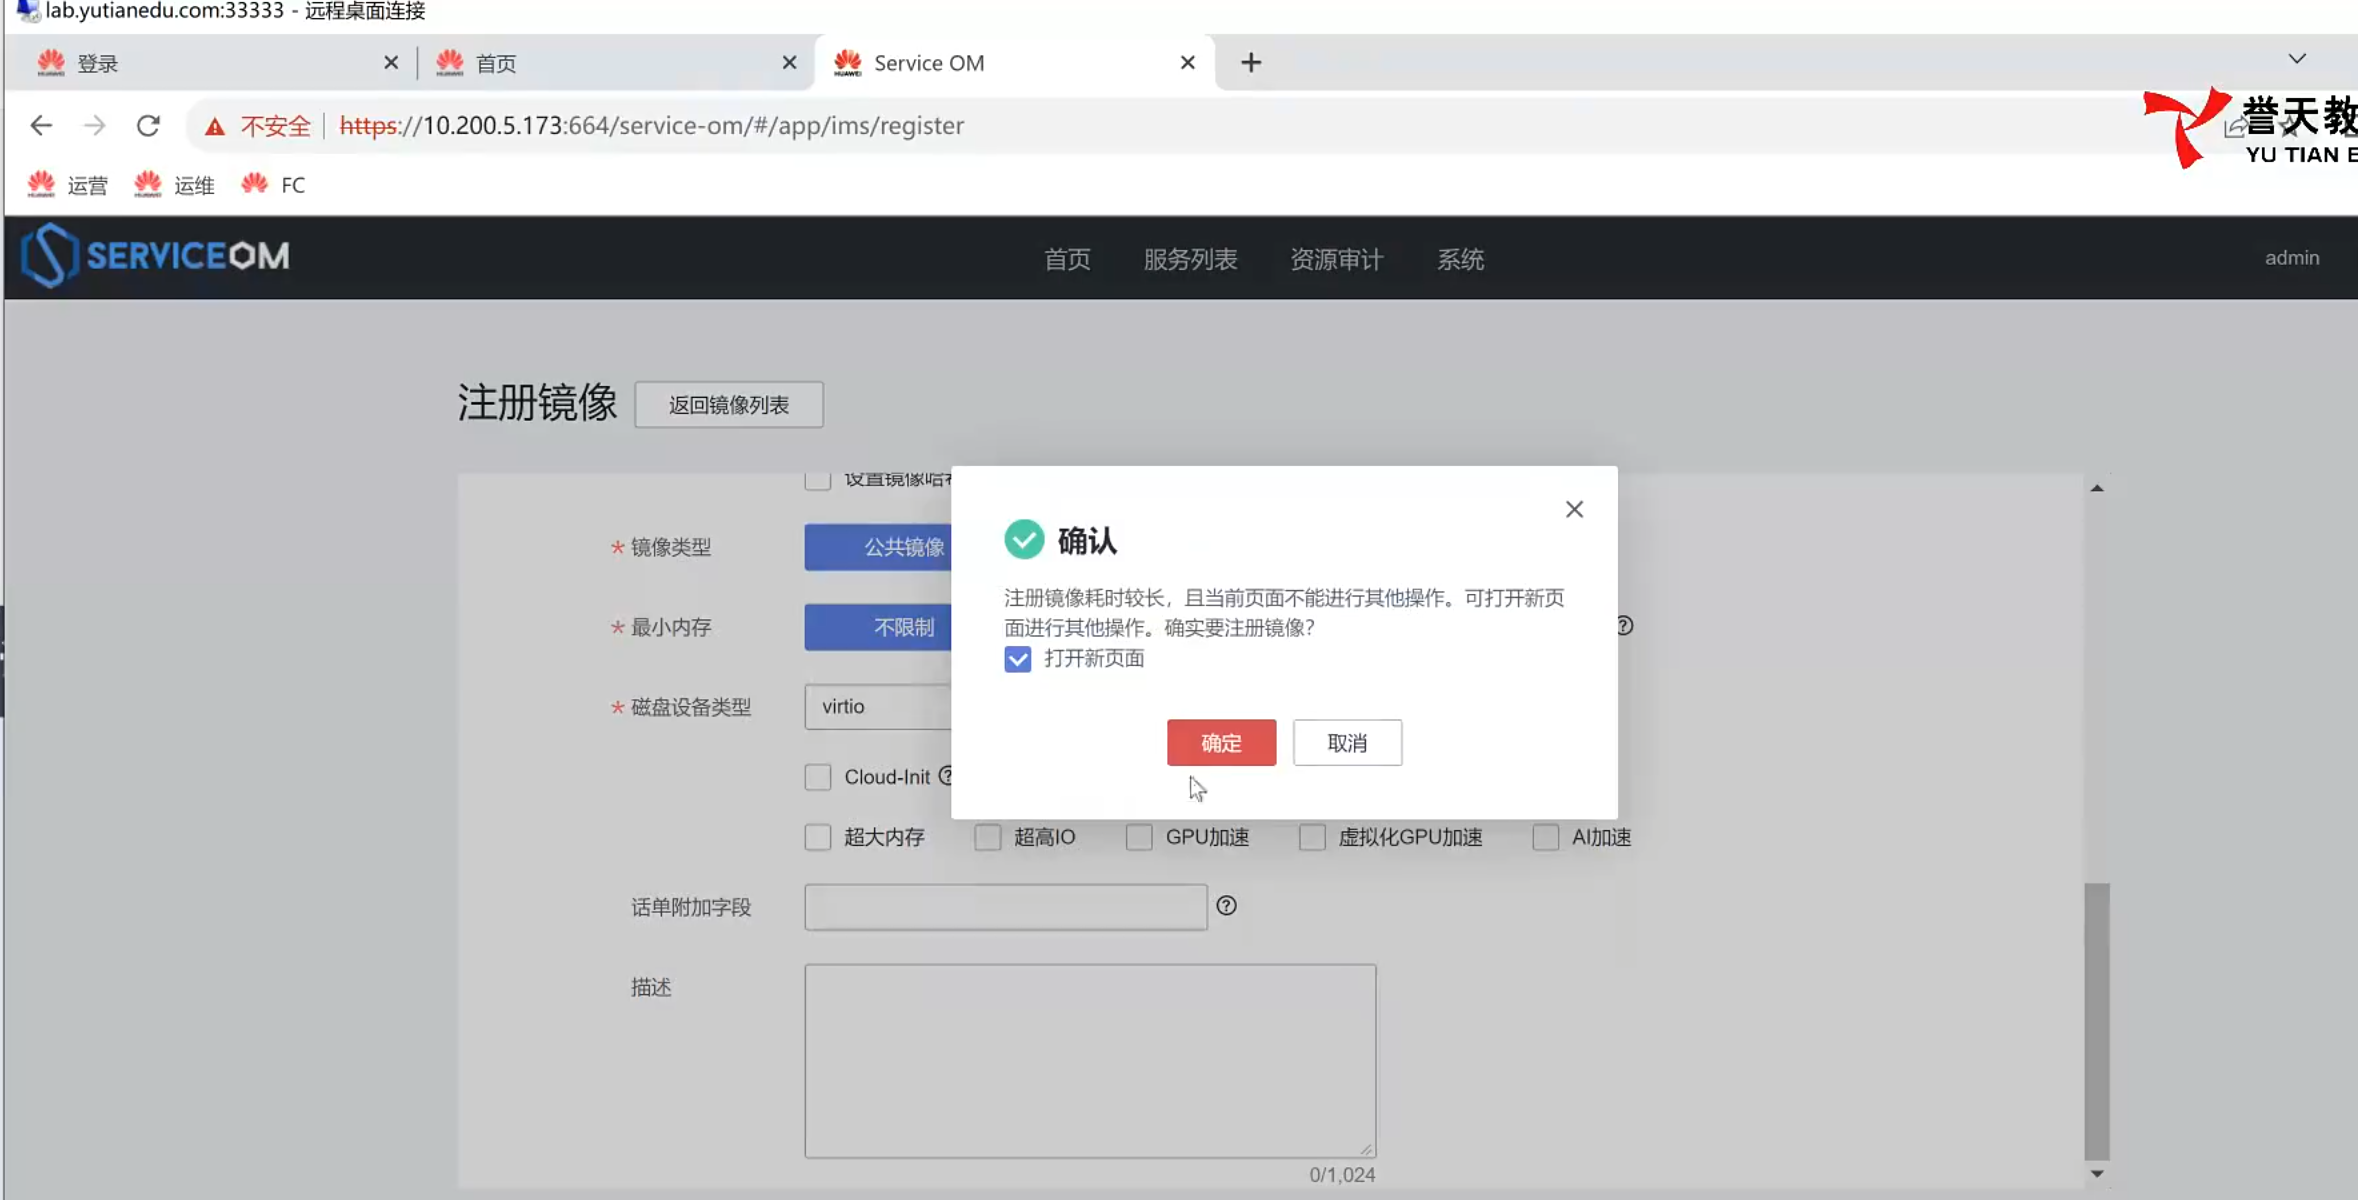 lab.yutianedu.com:33333 - 远程桌面连接
登录
首页
Service OM
不安全
https://10.200.5.173:664/service-om/#/app/ims/register
誉天教
YU TIAN E
运营
运维
FC
SERVICEOM
首页
服务列表
资源审计
系统
admin
注册镜像
返回镜像列表
设置镜像哈
* 镜像类型
公共镜像
* 最小内存
不限制
* 磁盘设备类型
virtio
Cloud-Init
确认
注册镜像耗时较长，且当前页面不能进行其他操作。可打开新页
面进行其他操作。确实要注册镜像？
打开新页面
确定
取消
超大内存
超高IO
GPU加速
虚拟化GPU加速
AI加速
话单附加字段
描述
0/1,024